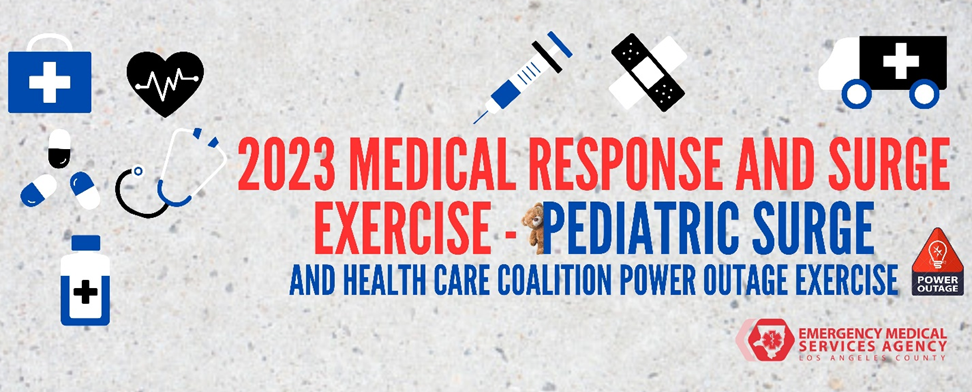 2023 MEDICAL RESPONSE AND SURGE
EXERCISE - PEDIATRIC SURGE
AND HEALTH CARE COALITION POWER OUTAGE EXERCISE
POWER
OUTAGE
EMERGENCY MEDICAL
SERVICES AGENCY
LOS ANGELES COUNTY